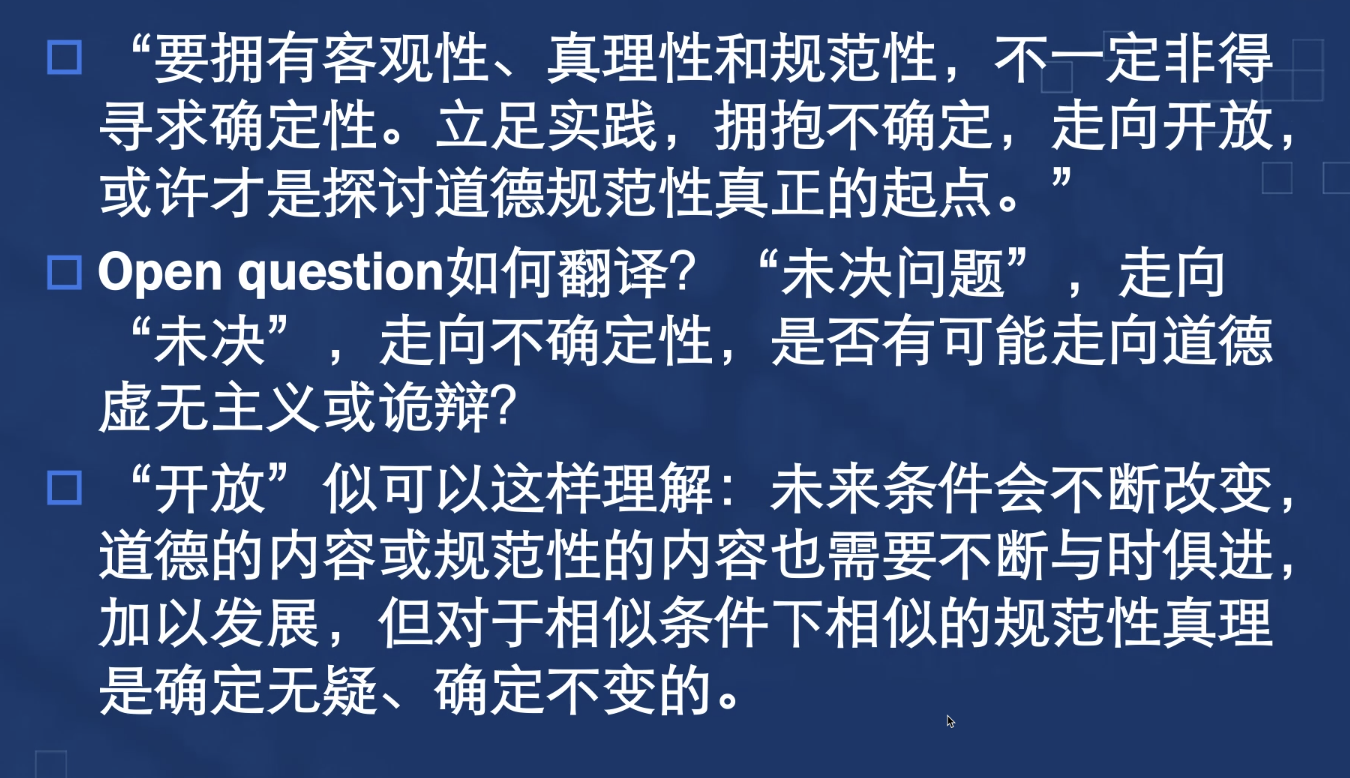 “要拥有客观性、真理性和规范性，不一定非得
寻求确定性。立足实践，拥抱不确定，走向开放，
或许才是探讨道德规范性真正的起点。”
Open question如何翻译？“未决问题”，走向
“未决”，走向不确定性，是否有可能走向道德
虚无主义或诡辩？
“开放”似可以这样理解：未来条件会不断改变，
道德的内容或规范性的内容也需要不断与时俱进，
加以发展，但对于相似条件下相似的规范性真理
是确定无疑、确定不变的。